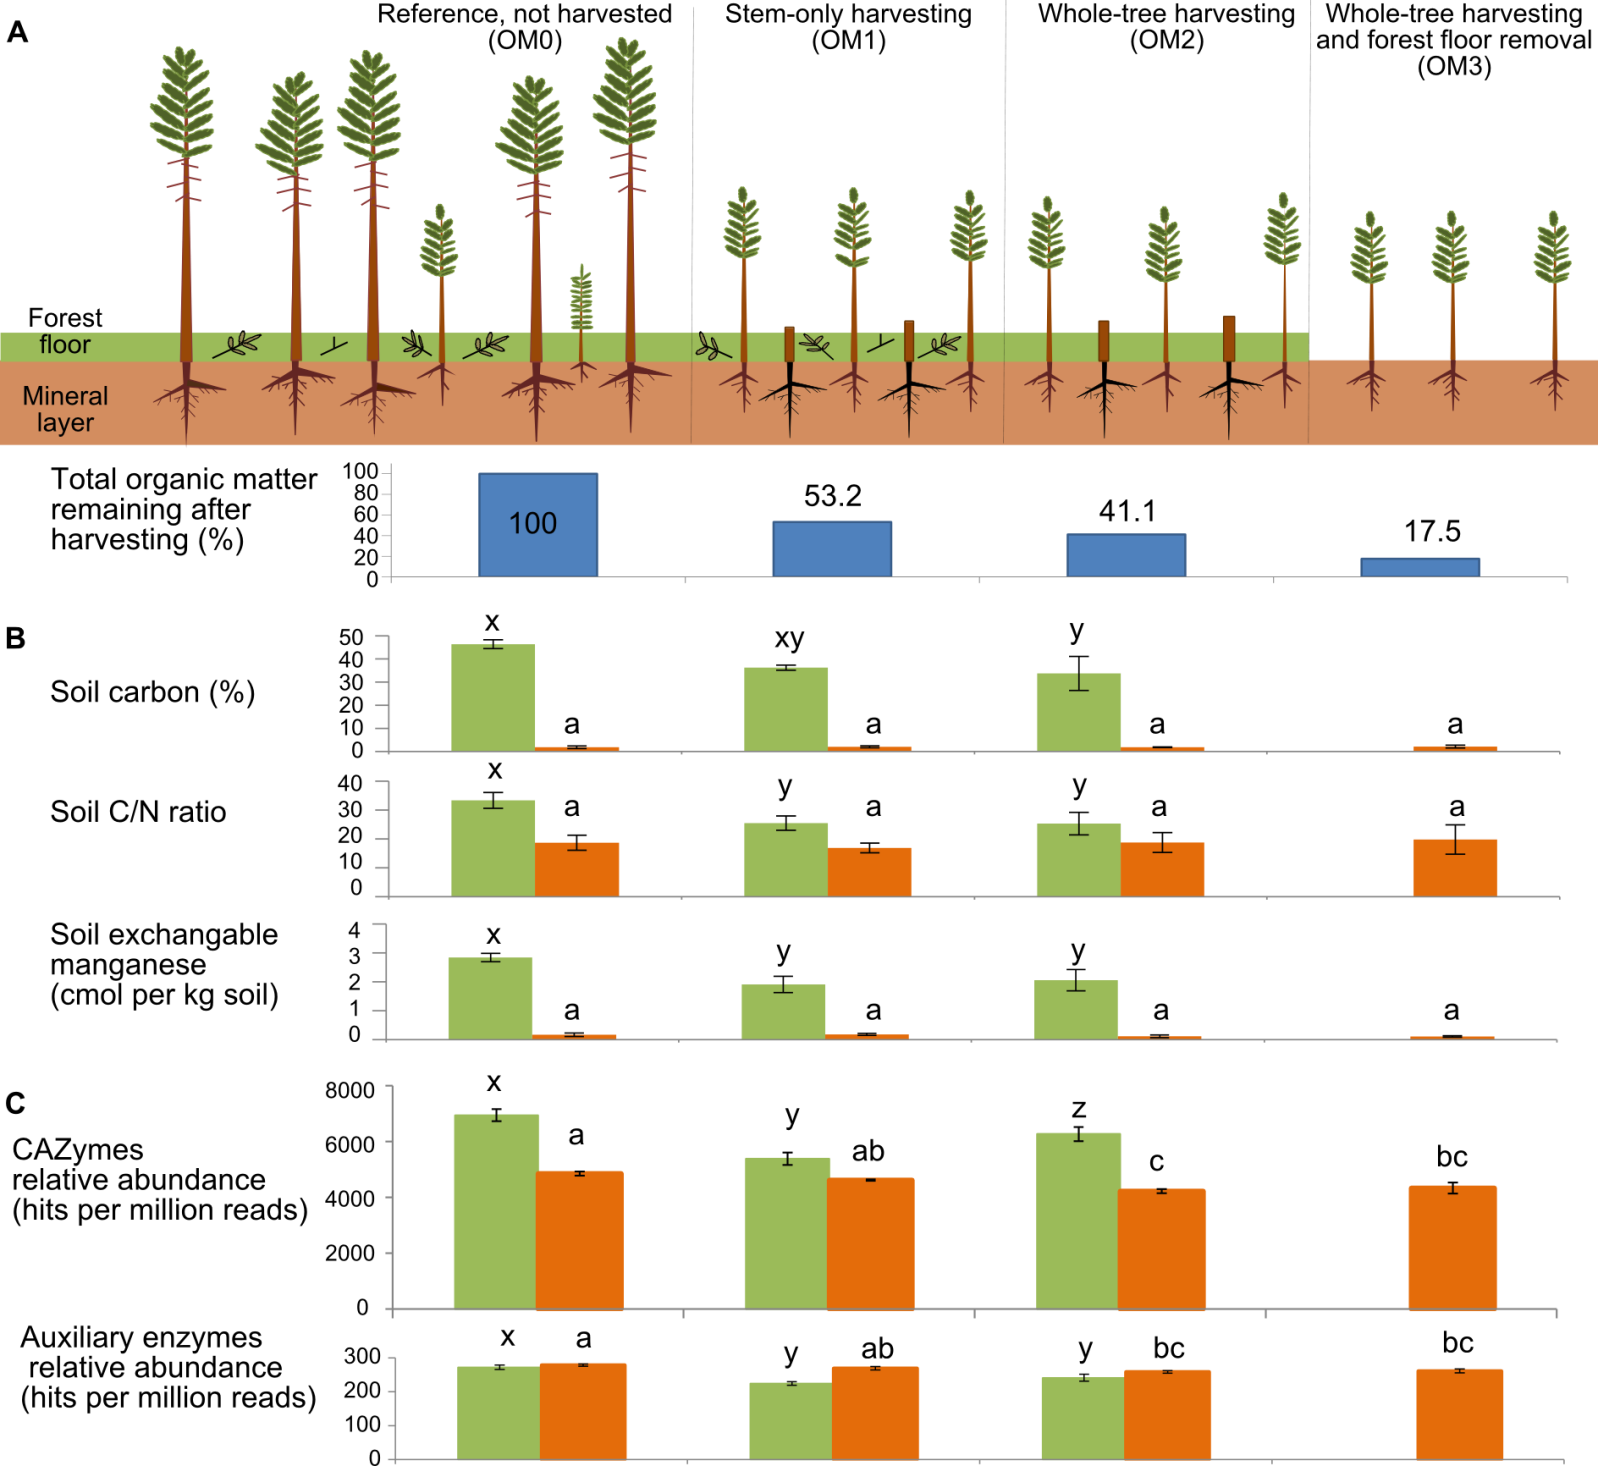 A
Reference, not harvested
(OM0)
Stem-only harvesting
(OM1)
Whole-tree harvesting
(OM2)
Whole-tree harvesting
and forest floor removal
(OM3)
Forest
floor
Mineral
layer
Total organic matter
remaining after
harvesting (%)
100
80
60
40
20
0
100
53.2
41.1
17.5
B
Soil carbon (%)
50
40
30
20
10
0
x
a
xy
a
y
a
a
Soil C/N ratio
40
30
20
10
0
x
a
y
a
y
a
a
Soil exchangable
manganese
(cmol per kg soil)
4
3
2
1
0
x
a
y
a
y
a
a
C
CAZymes
relative abundance
(hits per million reads)
8000
6000
4000
2000
0
x
a
y
ab
z
c
bc
Auxiliary enzymes
relative abundance
(hits per million reads)
300
200
100
0
x
a
y
ab
y
bc
bc